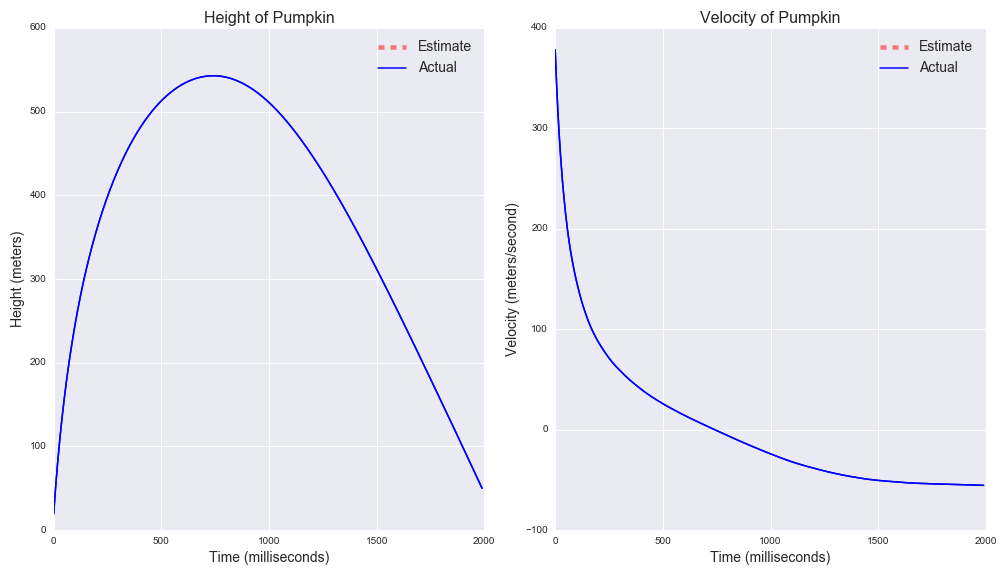 Height of Pumpkin
600
500
400
300
200
100
0
Height (meters)
Estimate
Actual
0
500
1000
1500
2000
Time (milliseconds)
Velocity of Pumpkin
400
300
200
100
0
−100
Velocity (meters/second)
Estimate
Actual
0
500
1000
1500
2000
Time (milliseconds)